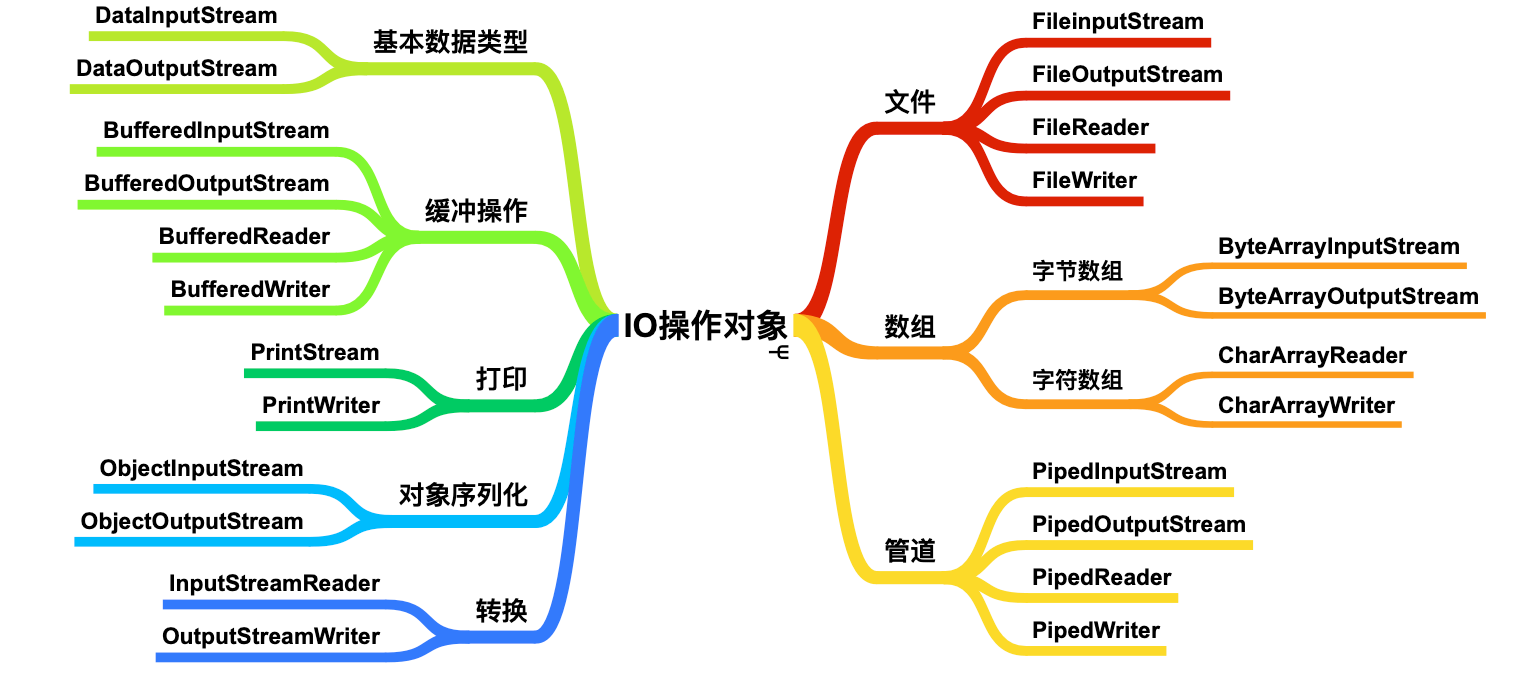 IO操作对象
基本数据类型
DataInputStream
DataOutputStream
缓冲操作
BufferedInputStream
BufferedOutputStream
BufferedReader
BufferedWriter
打印
PrintStream
PrintWriter
对象序列化
ObjectInputStream
ObjectOutputStream
转换
InputStreamReader
OutputStreamWriter
文件
FileinputStream
FileOutputStream
FileReader
FileWriter
数组
字节数组
ByteArrayInputStream
ByteArrayOutputStream
字符数组
CharArrayReader
CharArrayWriter
管道
PipedInputStream
PipedOutputStream
PipedReader
PipedWriter